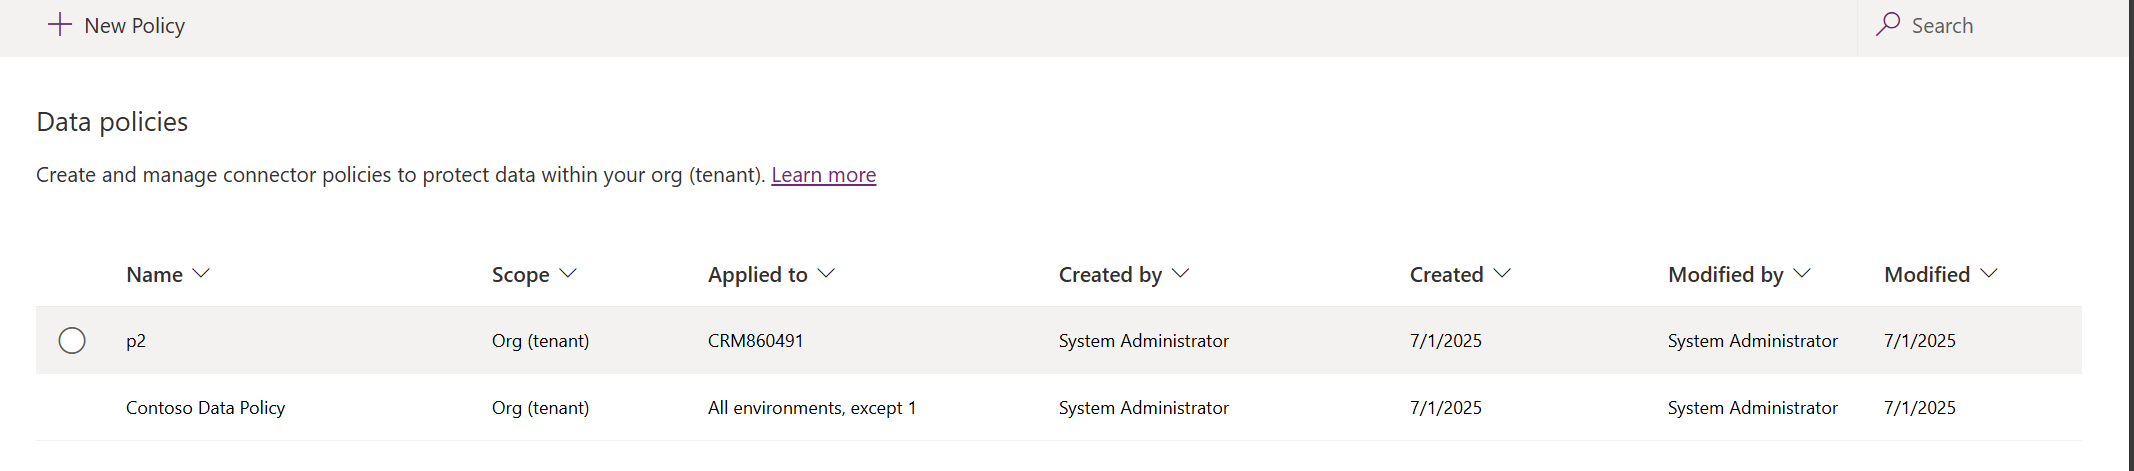 New Policy
Search
Data policies
Create and manage connector policies to protect data within your org (tenant). Learn more
Name Scope Applied to Created by Created Modified by Modified
p2 Org (tenant) CRM860491 System Administrator 7/1/2025 System Administrator 7/1/2025
Contoso Data Policy Org (tenant) All environments, except 1 System Administrator 7/1/2025 System Administrator 7/1/2025